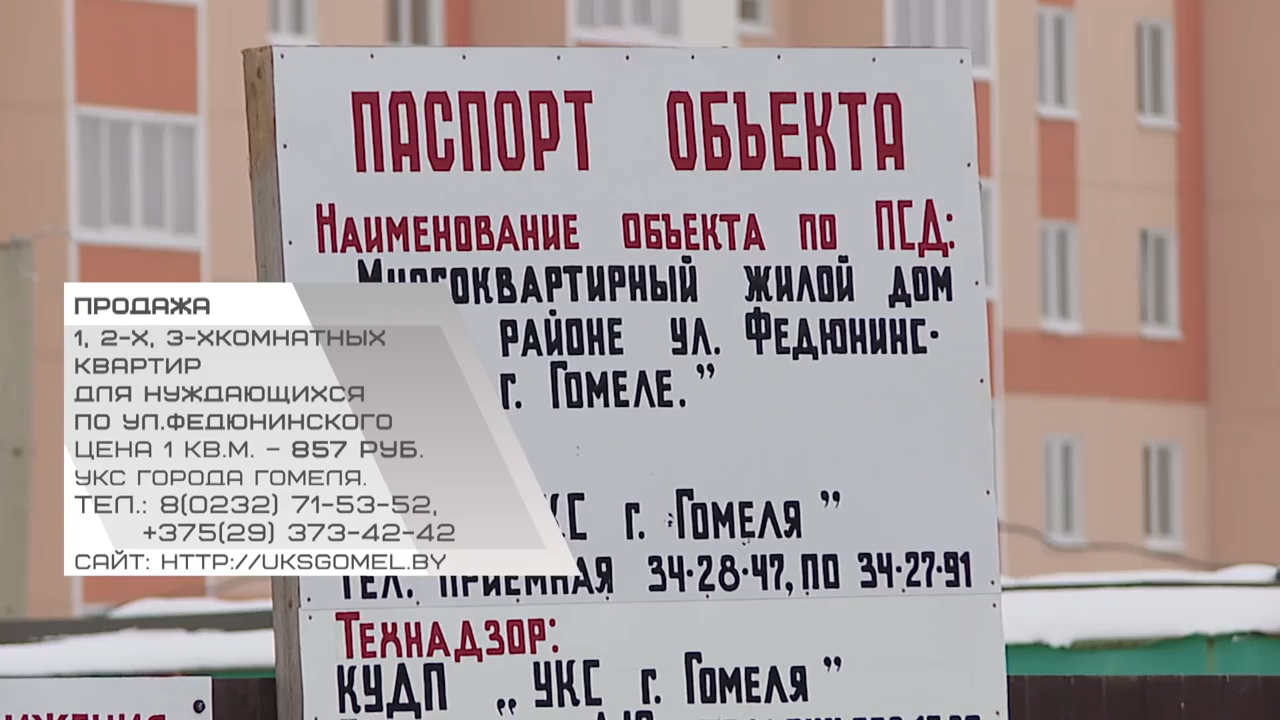 ПАСПОРТ ОБЪЕКТА
НАИМЕНОВАНИЕ ОБЪЕКТА ПО ПСД:
МНОГОКВАРТИРНЫЙ ЖИЛОЙ ДОМ
РАЙОНЕ УЛ. ФЕДЮНИНС-
Г. ГОМЕЛЕ.”
УКС Г. ГОМЕЛЯ”
ТЕЛ. ПРИЕМНАЯ 34-28-47, ПО 34-27-91
ТЕХНАДЗОР:
КУДП „УКС Г. ГОМЕЛЯ”
ПРОДАЖА
1, 2-Х, 3-ХКОМНАТНЫХ
КВАРТИР
ДЛЯ НУЖДАЮЩИХСЯ
ПО УЛ.ФЕДЮНИНСКОГО
ЦЕНА 1 КВ.М. – 857 РУБ.
УКС ГОРОДА ГОМЕЛЯ.
ТЕЛ.: 8(0232) 71-53-52,
+375(29) 373-42-42
САЙТ: HTTP://UKSGOMEL.BY